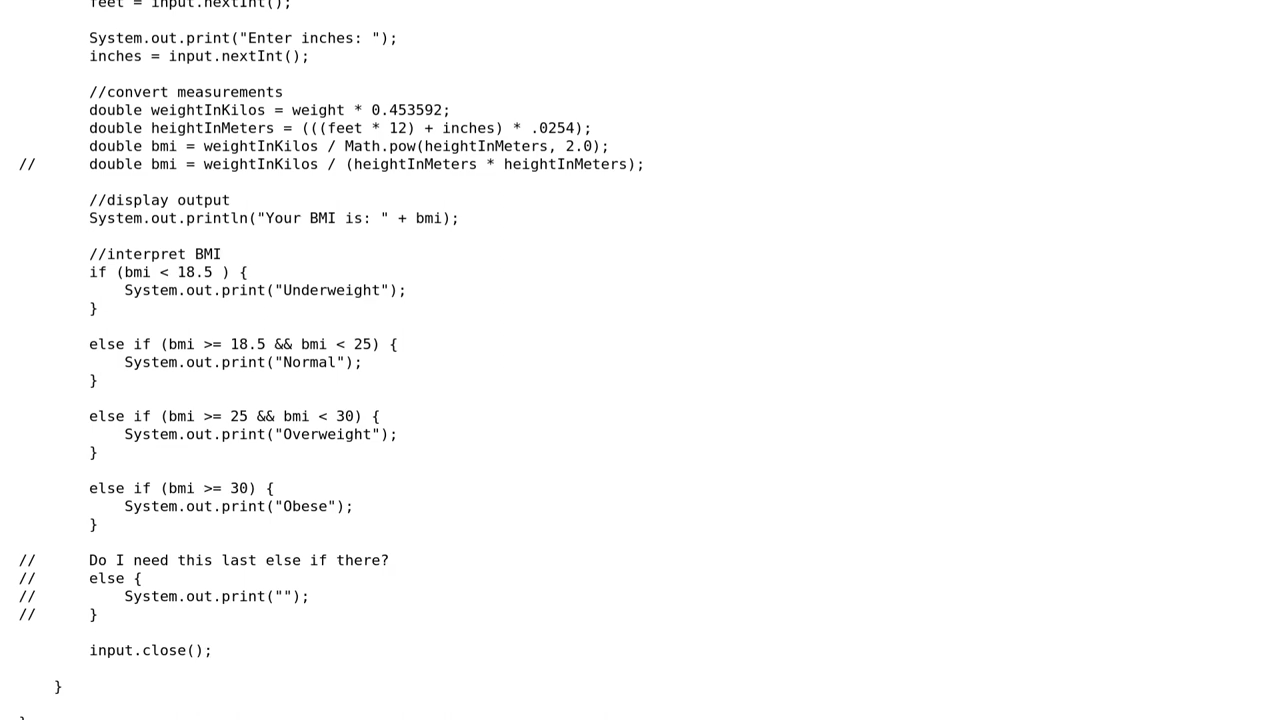 feet = input.nextInt();
System.out.print("Enter inches: ");
inches = input.nextInt();
//convert measurements
double weightInKilos = weight * 0.453592;
double heightInMeters = (((feet * 12) + inches) * .0254);
double bmi = weightInKilos / Math.pow(heightInMeters, 2.0);
// double bmi = weightInKilos / (heightInMeters * heightInMeters);
//display output
System.out.println("Your BMI is: " + bmi);
//interpret BMI
if (bmi < 18.5 ) {
System.out.print("Underweight");
}
else if (bmi >= 18.5 && bmi < 25) {
System.out.print("Normal");
}
else if (bmi >= 25 && bmi < 30) {
System.out.print("Overweight");
}
else if (bmi >= 30) {
System.out.print("Obese");
}
// Do I need this last else if there?
// else {
// System.out.print("");
// }
input.close();
}
}